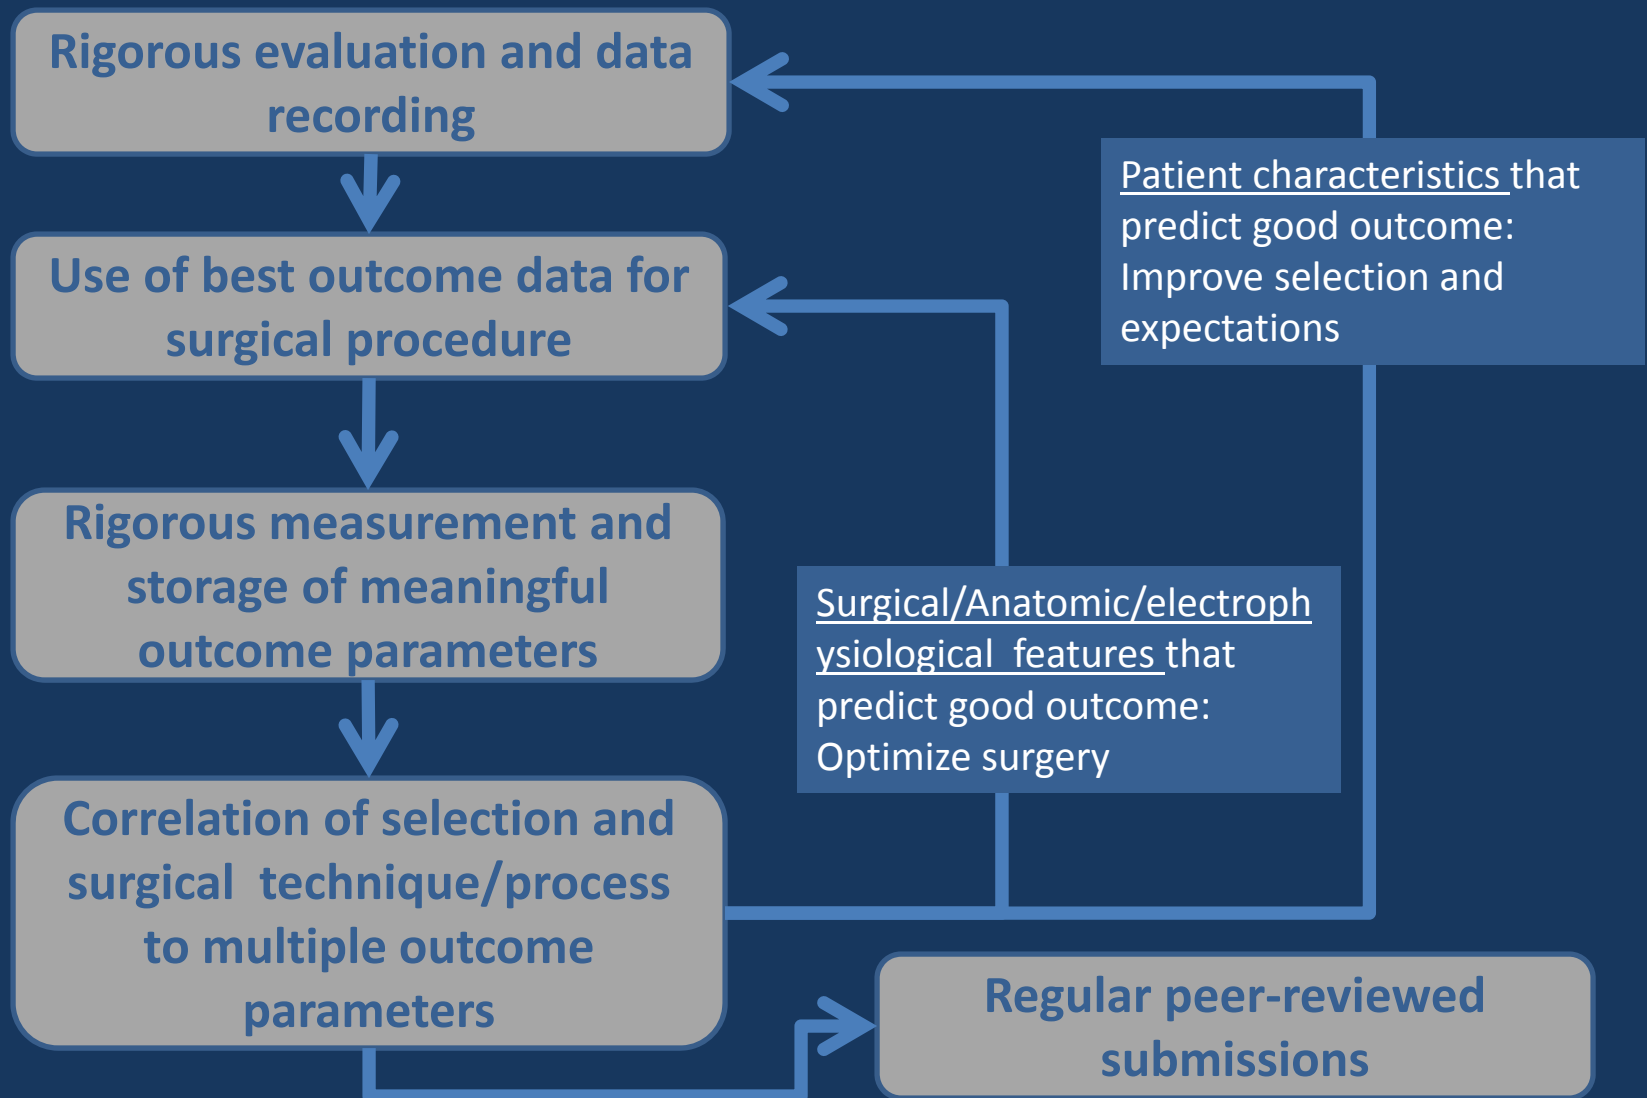 Rigorous evaluation and data
recording
Use of best outcome data for
surgical procedure
Rigorous measurement and
storage of meaningful
outcome parameters
Correlation of selection and
surgical  technique/process
to multiple outcome
parameters
Patient characteristics that
predict good outcome:
Improve selection and
expectations
Surgical/Anatomic/electroph
ysiological  features that
predict good outcome:
Optimize surgery
Regular peer-reviewed
submissions